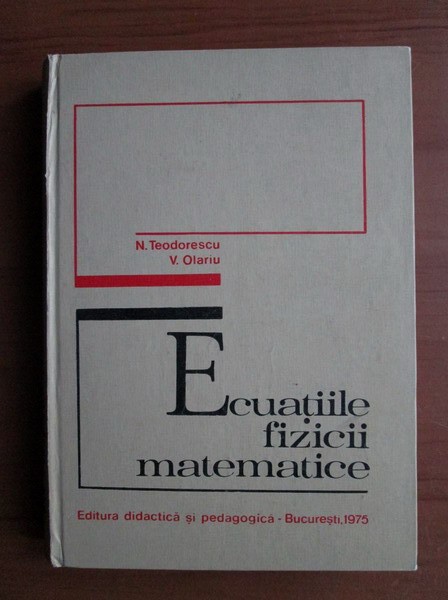 N. Teodorescu
V. Olariu
Ecuațiile
fizicii
matematice
Editura didactică și pedagogică - București, 1975